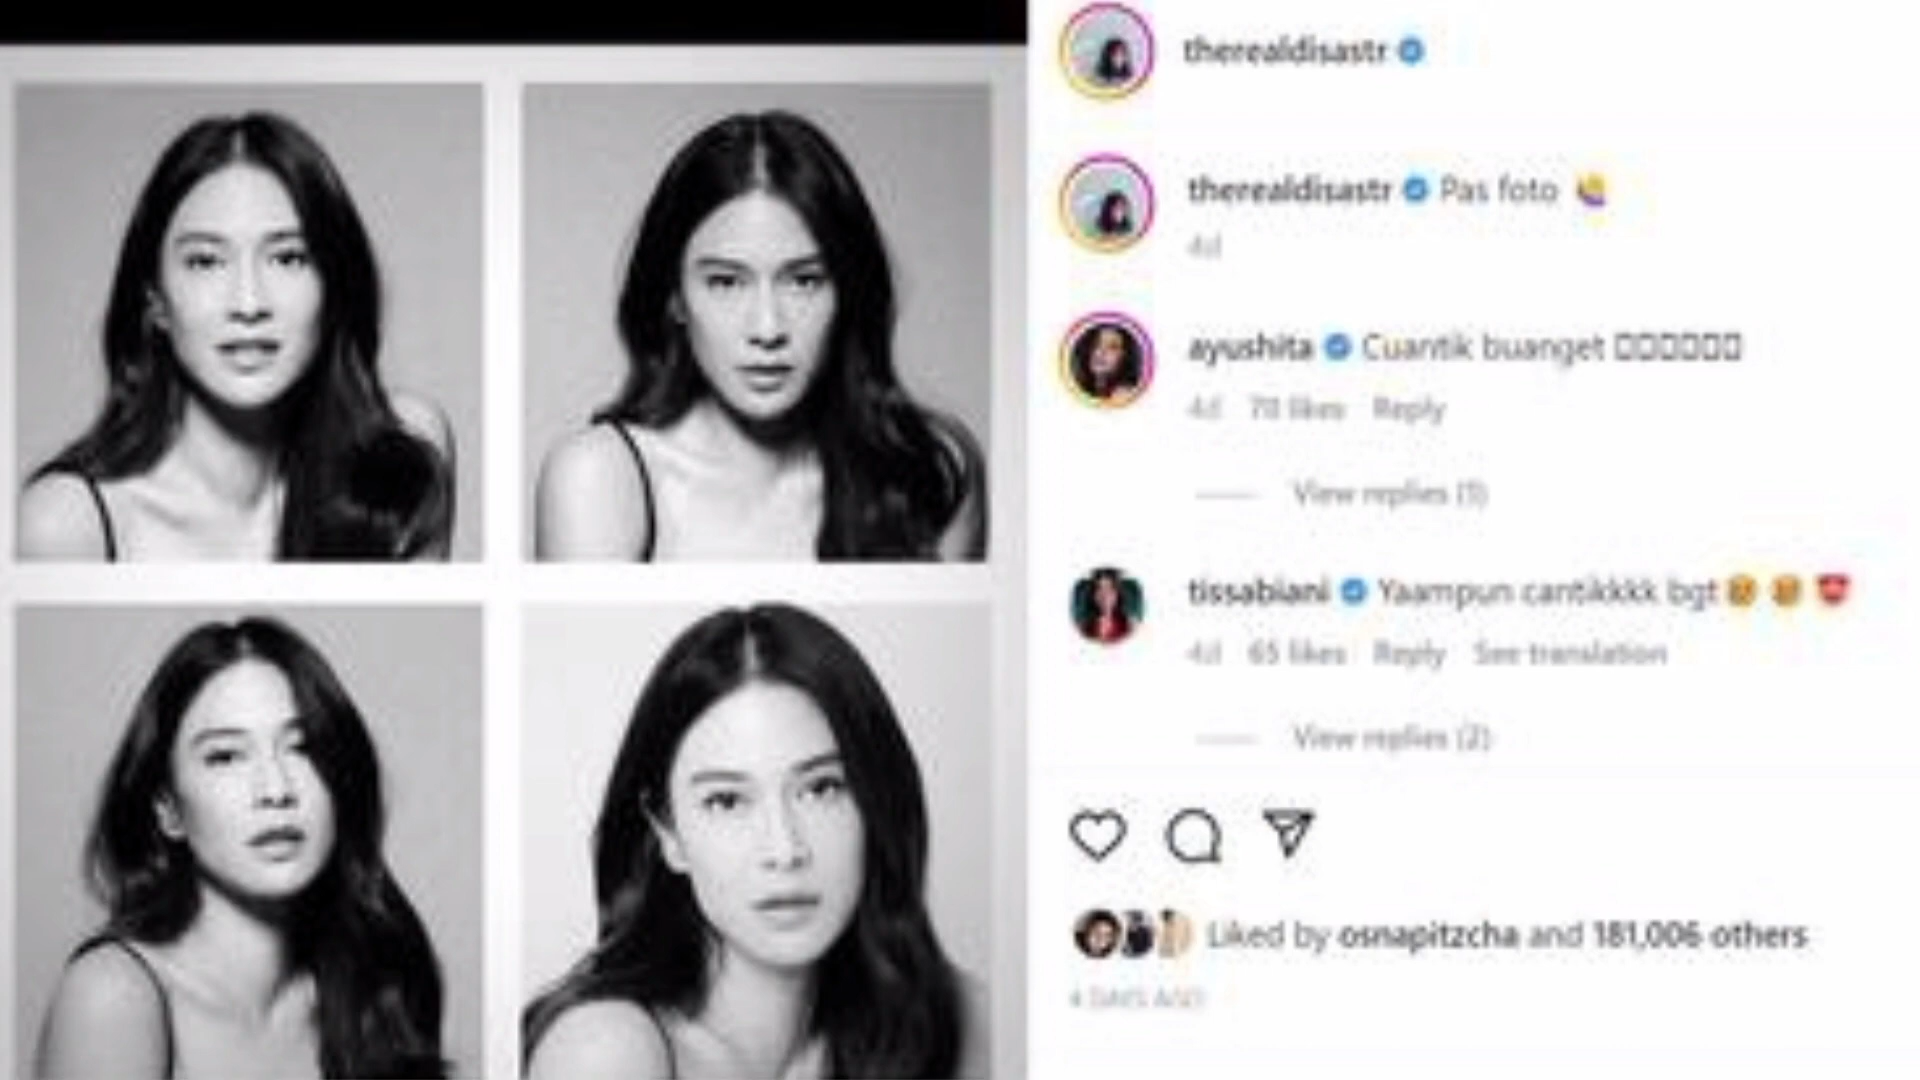 therealdisastr
therealdisastr Pas foto
4d
ayushita Cuantik buanget
4d 70 likes Reply
View replies (1)
tissabiani Yaampun cantikkkk bgt
4d 65 likes Reply See translation
View replies (2)
Liked by osnapitzcha and 181,006 others
4 DAYS AGO